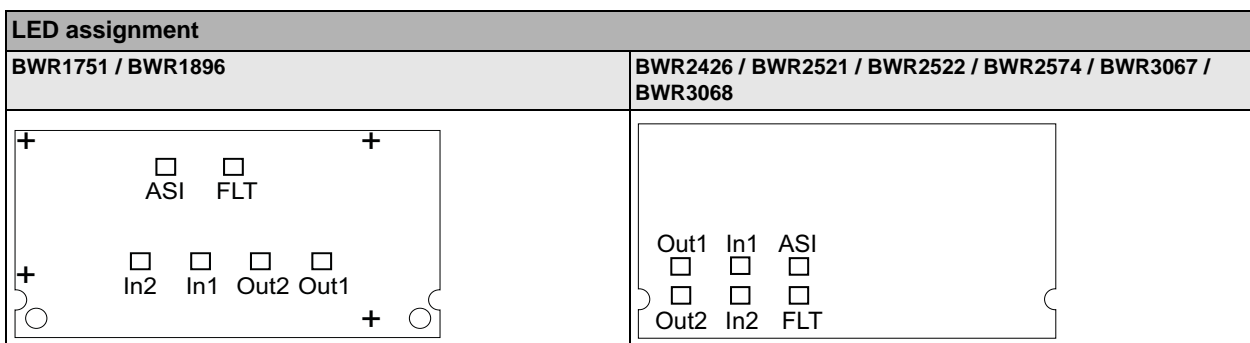 LED assignment
BWR1751 / BWR1896
BWR2426 / BWR2521 / BWR2522 / BWR2574 / BWR3067 /
BWR3068
ASI FLT
In2 In1 Out2 Out1
Out1 In1 ASI
Out2 In2 FLT